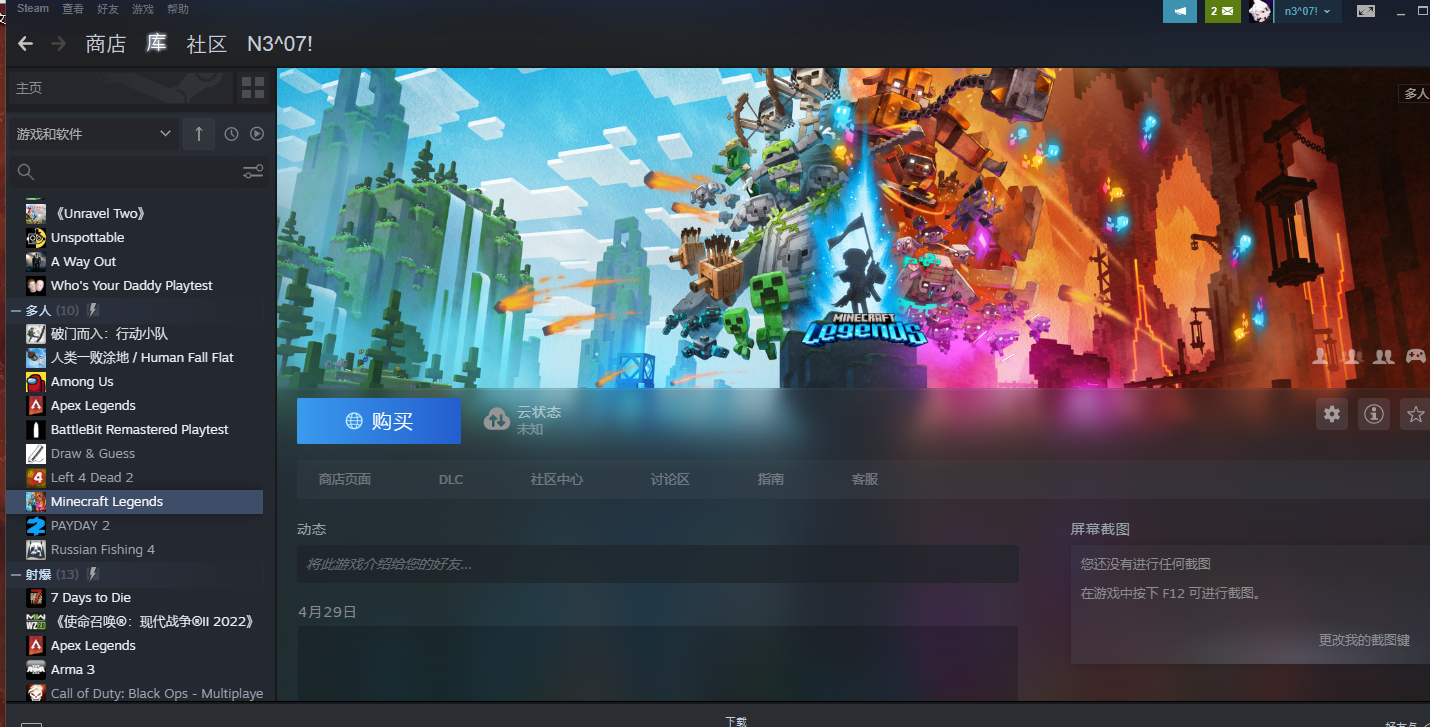 Steam 查看 好友 游戏 帮助
2 n3^07!
商店 库 社区 N3^07!
主页
多人
游戏和软件
《Unravel Two》
Unspottable
A Way Out
Who's Your Daddy Playtest
多人 (10)
破门而入：行动小队
人类一败涂地 / Human Fall Flat
Among Us
Apex Legends
BattleBit Remastered Playtest
Draw & Guess
Left 4 Dead 2
Minecraft Legends
PAYDAY 2
Russian Fishing 4
射爆 (13)
7 Days to Die
《使命召唤®：现代战争®II 2022》
Apex Legends
Arma 3
Call of Duty: Black Ops - Multiplaye
MINECRAFT
Legends
购买
云状态
未知
商店页面 DLC 社区中心 讨论区 指南 客服
动态
将此游戏介绍给您的好友...
4月29日
屏幕截图
您还没有进行任何截图
在游戏中按下 F12 可进行截图。
更改我的截图键
下载